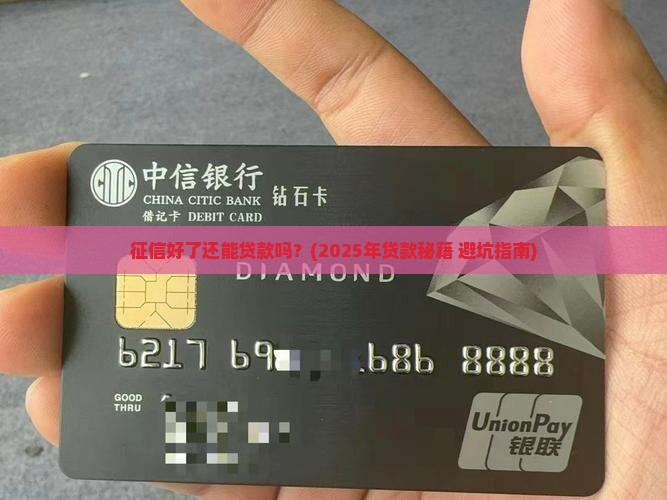 中信银行
CHINA CITIC BANK
借记卡 DEBIT CARD
钻石卡
征信好了还能贷款吗？(2025年贷款秘籍 避坑指南)
DIAMOND
6217 69 686 8888
GOOD
THRU
UnionPay
银联